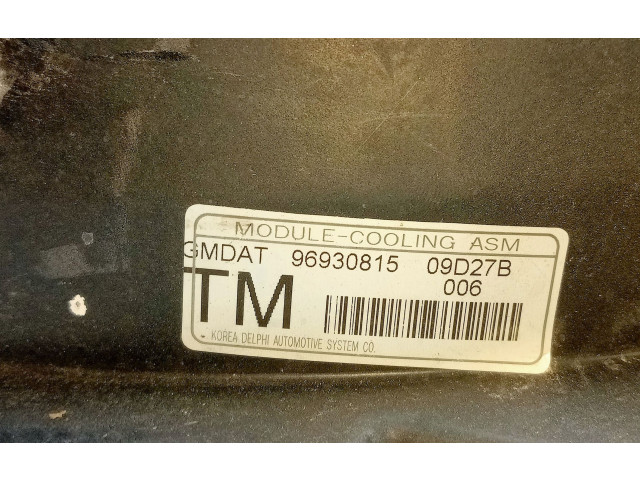 MODULE-COOLING ASM
GMDAT 96930815 09D27B
006
TM
KOREA DELPHI AUTOMOTIVE SYSTEM CO.